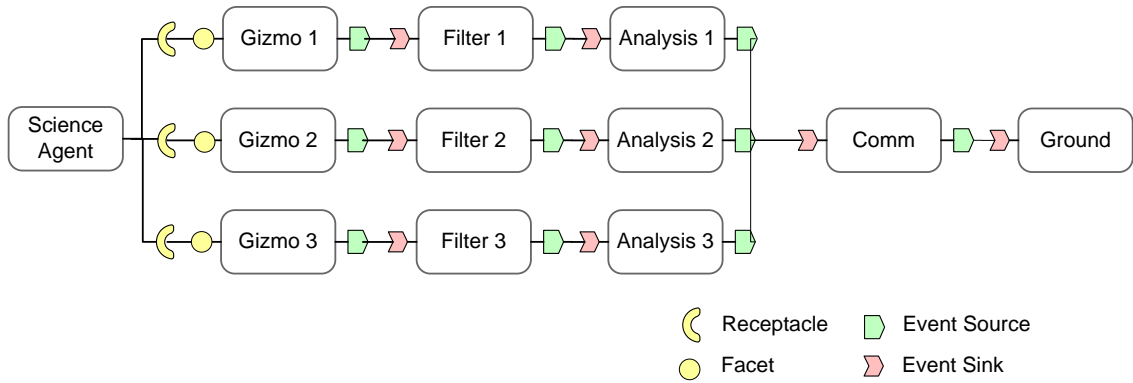 Gizmo 1
Filter 1
Analysis 1
Science
Agent
Gizmo 2
Filter 2
Analysis 2
Comm
Ground
Gizmo 3
Filter 3
Analysis 3
Receptacle
Event Source
Facet
Event Sink